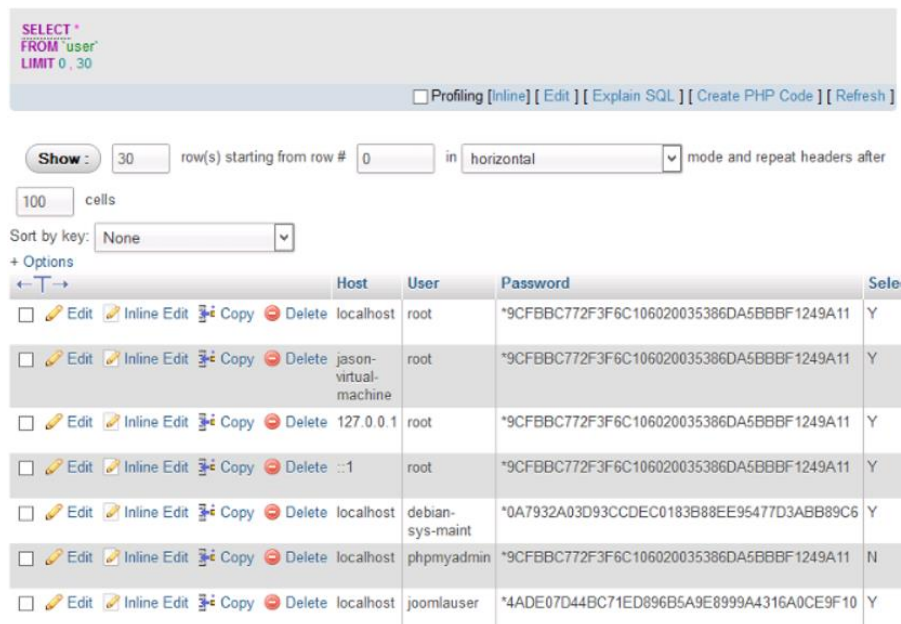 SELECT *
FROM `user`
LIMIT 0 , 30
Profiling [Inline] [ Edit ] [ Explain SQL ] [ Create PHP Code ] [ Refresh ]
Show : 30 row(s) starting from row # 0 in horizontal mode and repeat headers after
100 cells
Sort by key: None
+ Options
←T→ Host User Password Sele
Edit Inline Edit Copy Delete localhost root *9CFBBC772F3F6C106020035386DA5BBBF1249A11 Y
Edit Inline Edit Copy Delete jason- root *9CFBBC772F3F6C106020035386DA5BBBF1249A11 Y
virtual-
machine
Edit Inline Edit Copy Delete 127.0.0.1 root *9CFBBC772F3F6C106020035386DA5BBBF1249A11 Y
Edit Inline Edit Copy Delete ::1 root *9CFBBC772F3F6C106020035386DA5BBBF1249A11 Y
Edit Inline Edit Copy Delete localhost debian- *0A7932A03D93CCDEC0183B88EE95477D3ABB89C6 Y
sys-maint
Edit Inline Edit Copy Delete localhost phpmyadmin *9CFBBC772F3F6C106020035386DA5BBBF1249A11 N
Edit Inline Edit Copy Delete localhost joomlauser *4ADE07D44BC71ED896B5A9E8999A4316A0CE9F10 Y